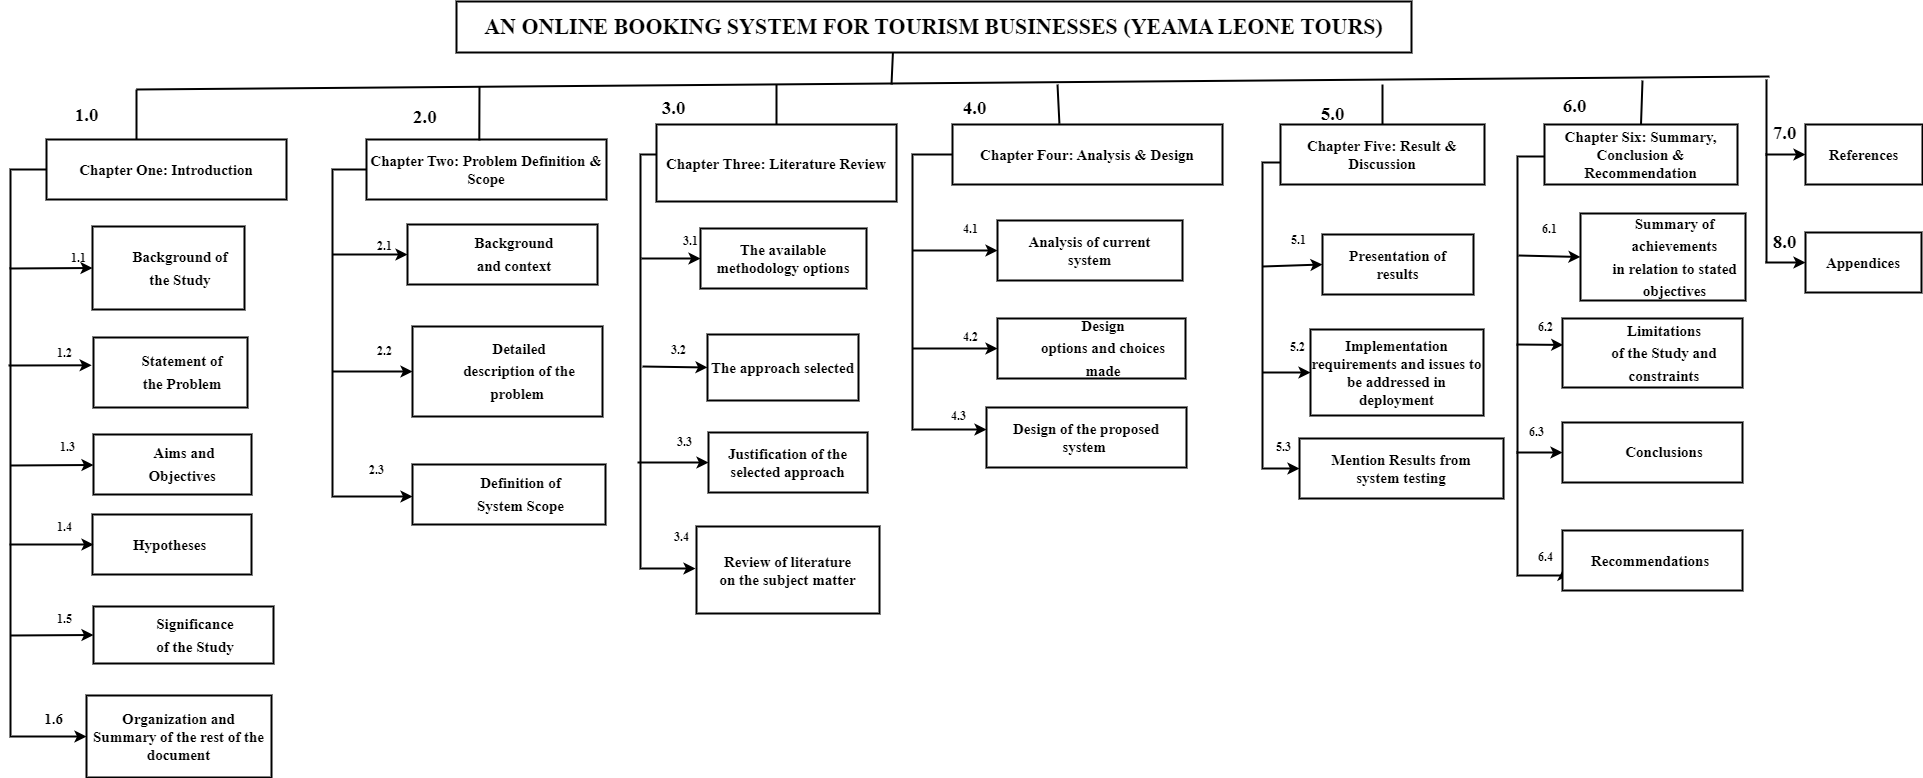 AN ONLINE BOOKING SYSTEM FOR TOURISM BUSINESSES (YEAMA LEONE TOURS)
1.0
Chapter One: Introduction
1.1
Background of
the Study
1.2
Statement of
the Problem
1.3
Aims and
Objectives
1.4
Hypotheses
1.5
Significance
of the Study
1.6
Organization and
Summary of the rest of the
document
2.0
Chapter Two: Problem Definition &
Scope
2.1
Background
and context
2.2
Detailed
description of the
problem
2.3
Definition of
System Scope
3.0
Chapter Three: Literature Review
3.1
The available
methodology options
3.2
The approach selected
3.3
Justification of the
selected approach
3.4
Review of literature
on the subject matter
4.0
Chapter Four: Analysis & Design
4.1
Analysis of current
system
4.2
Design
options and choices
made
4.3
Design of the proposed
system
5.0
Chapter Five: Result &
Discussion
5.1
Presentation of
results
5.2
Implementation
requirements and issues to
be addressed in
deployment
5.3
Mention Results from
system testing
6.0
Chapter Six: Summary,
Conclusion &
Recommendation
6.1
Summary of
achievements
in relation to stated
objectives
6.2
Limitations
of the Study and
constraints
6.3
Conclusions
6.4
Recommendations
7.0
References
8.0
Appendices